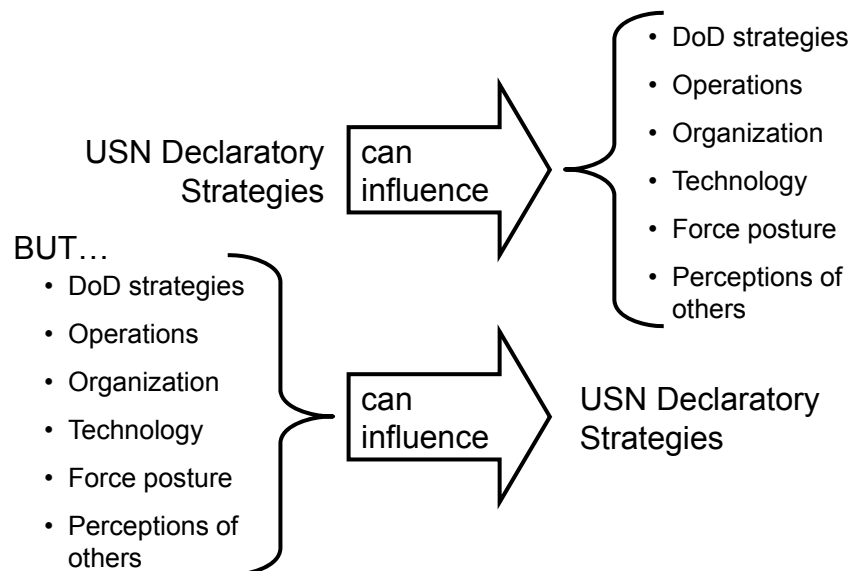 USN Declaratory
Strategies
can
influence
• DoD strategies
• Operations
• Organization
• Technology
• Force posture
• Perceptions of
others
BUT…
• DoD strategies
• Operations
• Organization
• Technology
• Force posture
• Perceptions of
others
can
influence
USN Declaratory
Strategies